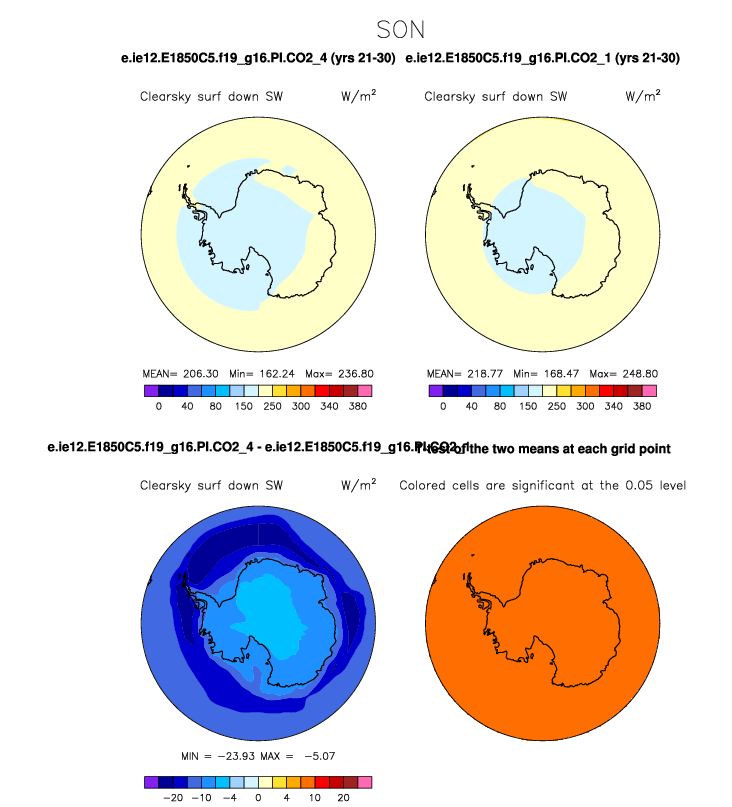 SON
e.ie12.E1850C5.f19_g16.PI.CO2_4 (yrs 21-30) e.ie12.E1850C5.f19_g16.PI.CO2_1 (yrs 21-30)
Clearsky surf down SW W/m² Clearsky surf down SW W/m²
MEAN= 206.30 Min= 162.24 Max= 236.80 MEAN= 218.77 Min= 168.47 Max= 248.80
0 40 80 150 250 300 340 380 0 40 80 150 250 300 340 380
e.ie12.E1850C5.f19_g16.PI.CO2_4 - e.ie12.E1850C5.f19_g16.PI.CO2_1 T-test of the two means at each grid point
Clearsky surf down SW W/m² Colored cells are significant at the 0.05 level
MIN = −23.93 MAX = −5.07
−20 −10 −4 0 4 10 20